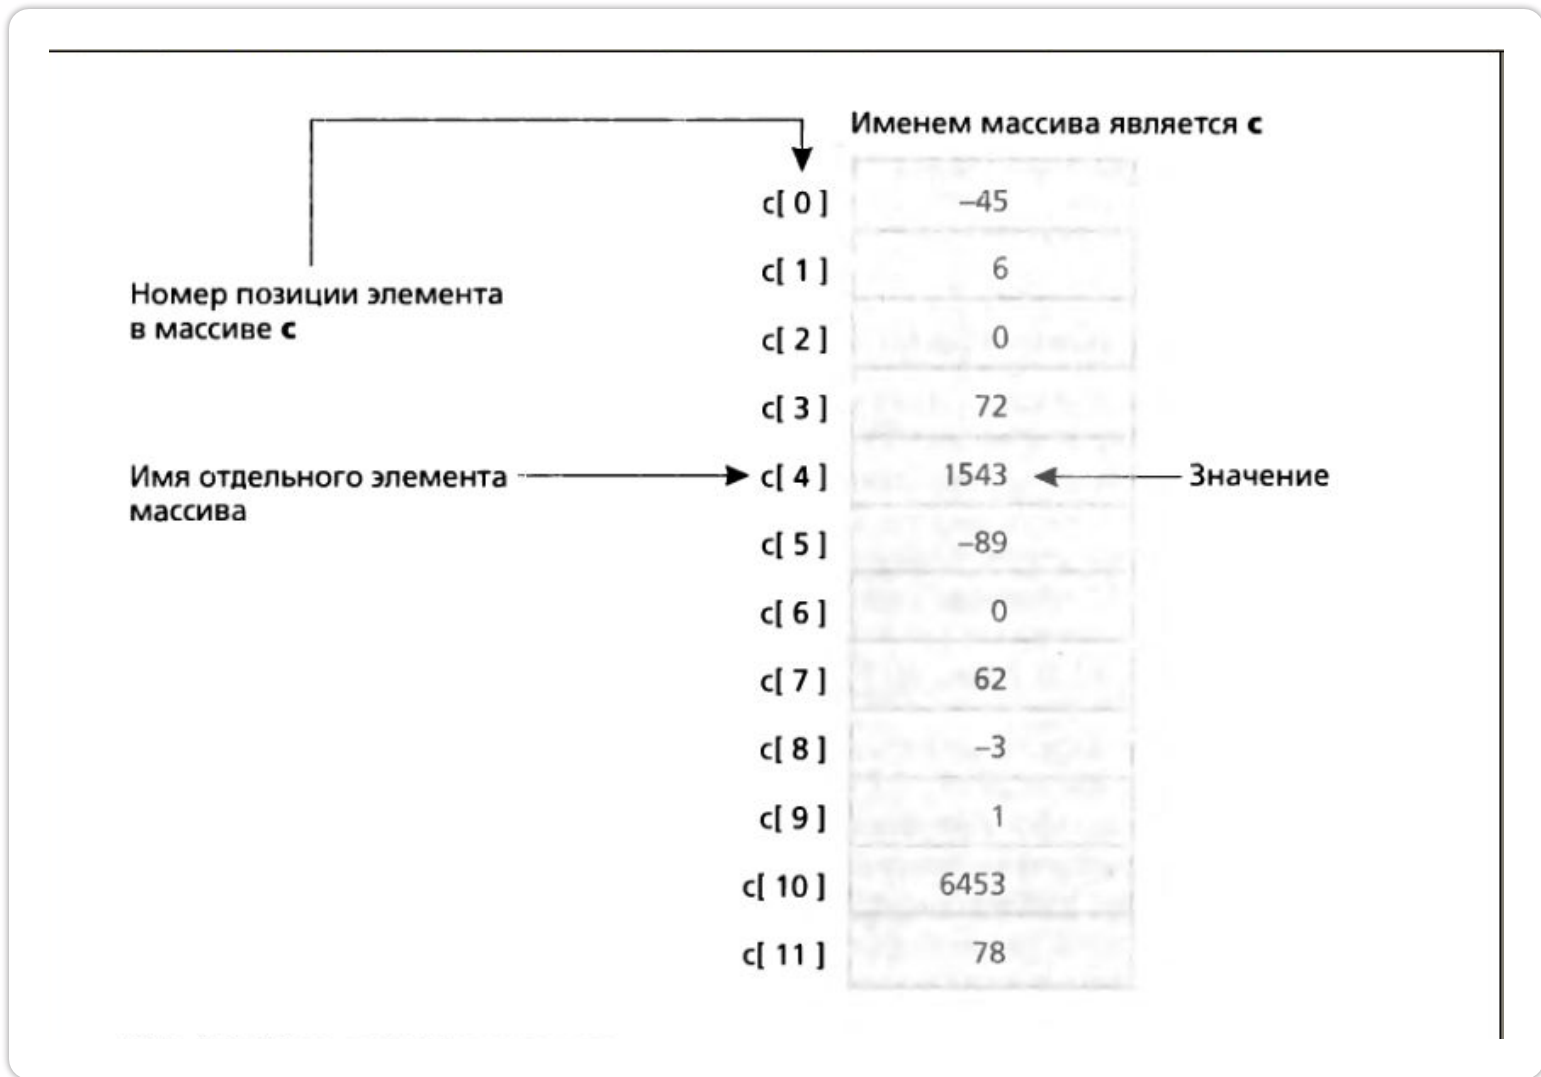 Именем массива является c
c[ 0 ] –45
c[ 1 ] 6
Номер позиции элемента
в массиве c
c[ 2 ] 0
c[ 3 ] 72
Имя отдельного элемента
массива
c[ 4 ] 1543
Значение
c[ 5 ] –89
c[ 6 ] 0
c[ 7 ] 62
c[ 8 ] –3
c[ 9 ] 1
c[ 10 ] 6453
c[ 11 ] 78